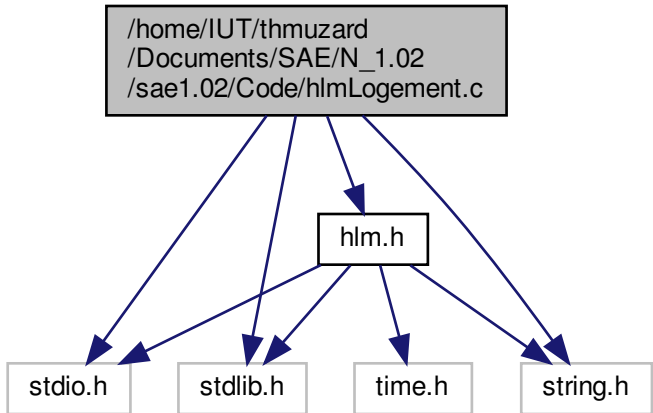 /home/IUT/thmuzard
/Documents/SAE/N_1.02
/sae1.02/Code/hlmLogement.c
hlm.h
stdio.h
stdlib.h
time.h
string.h